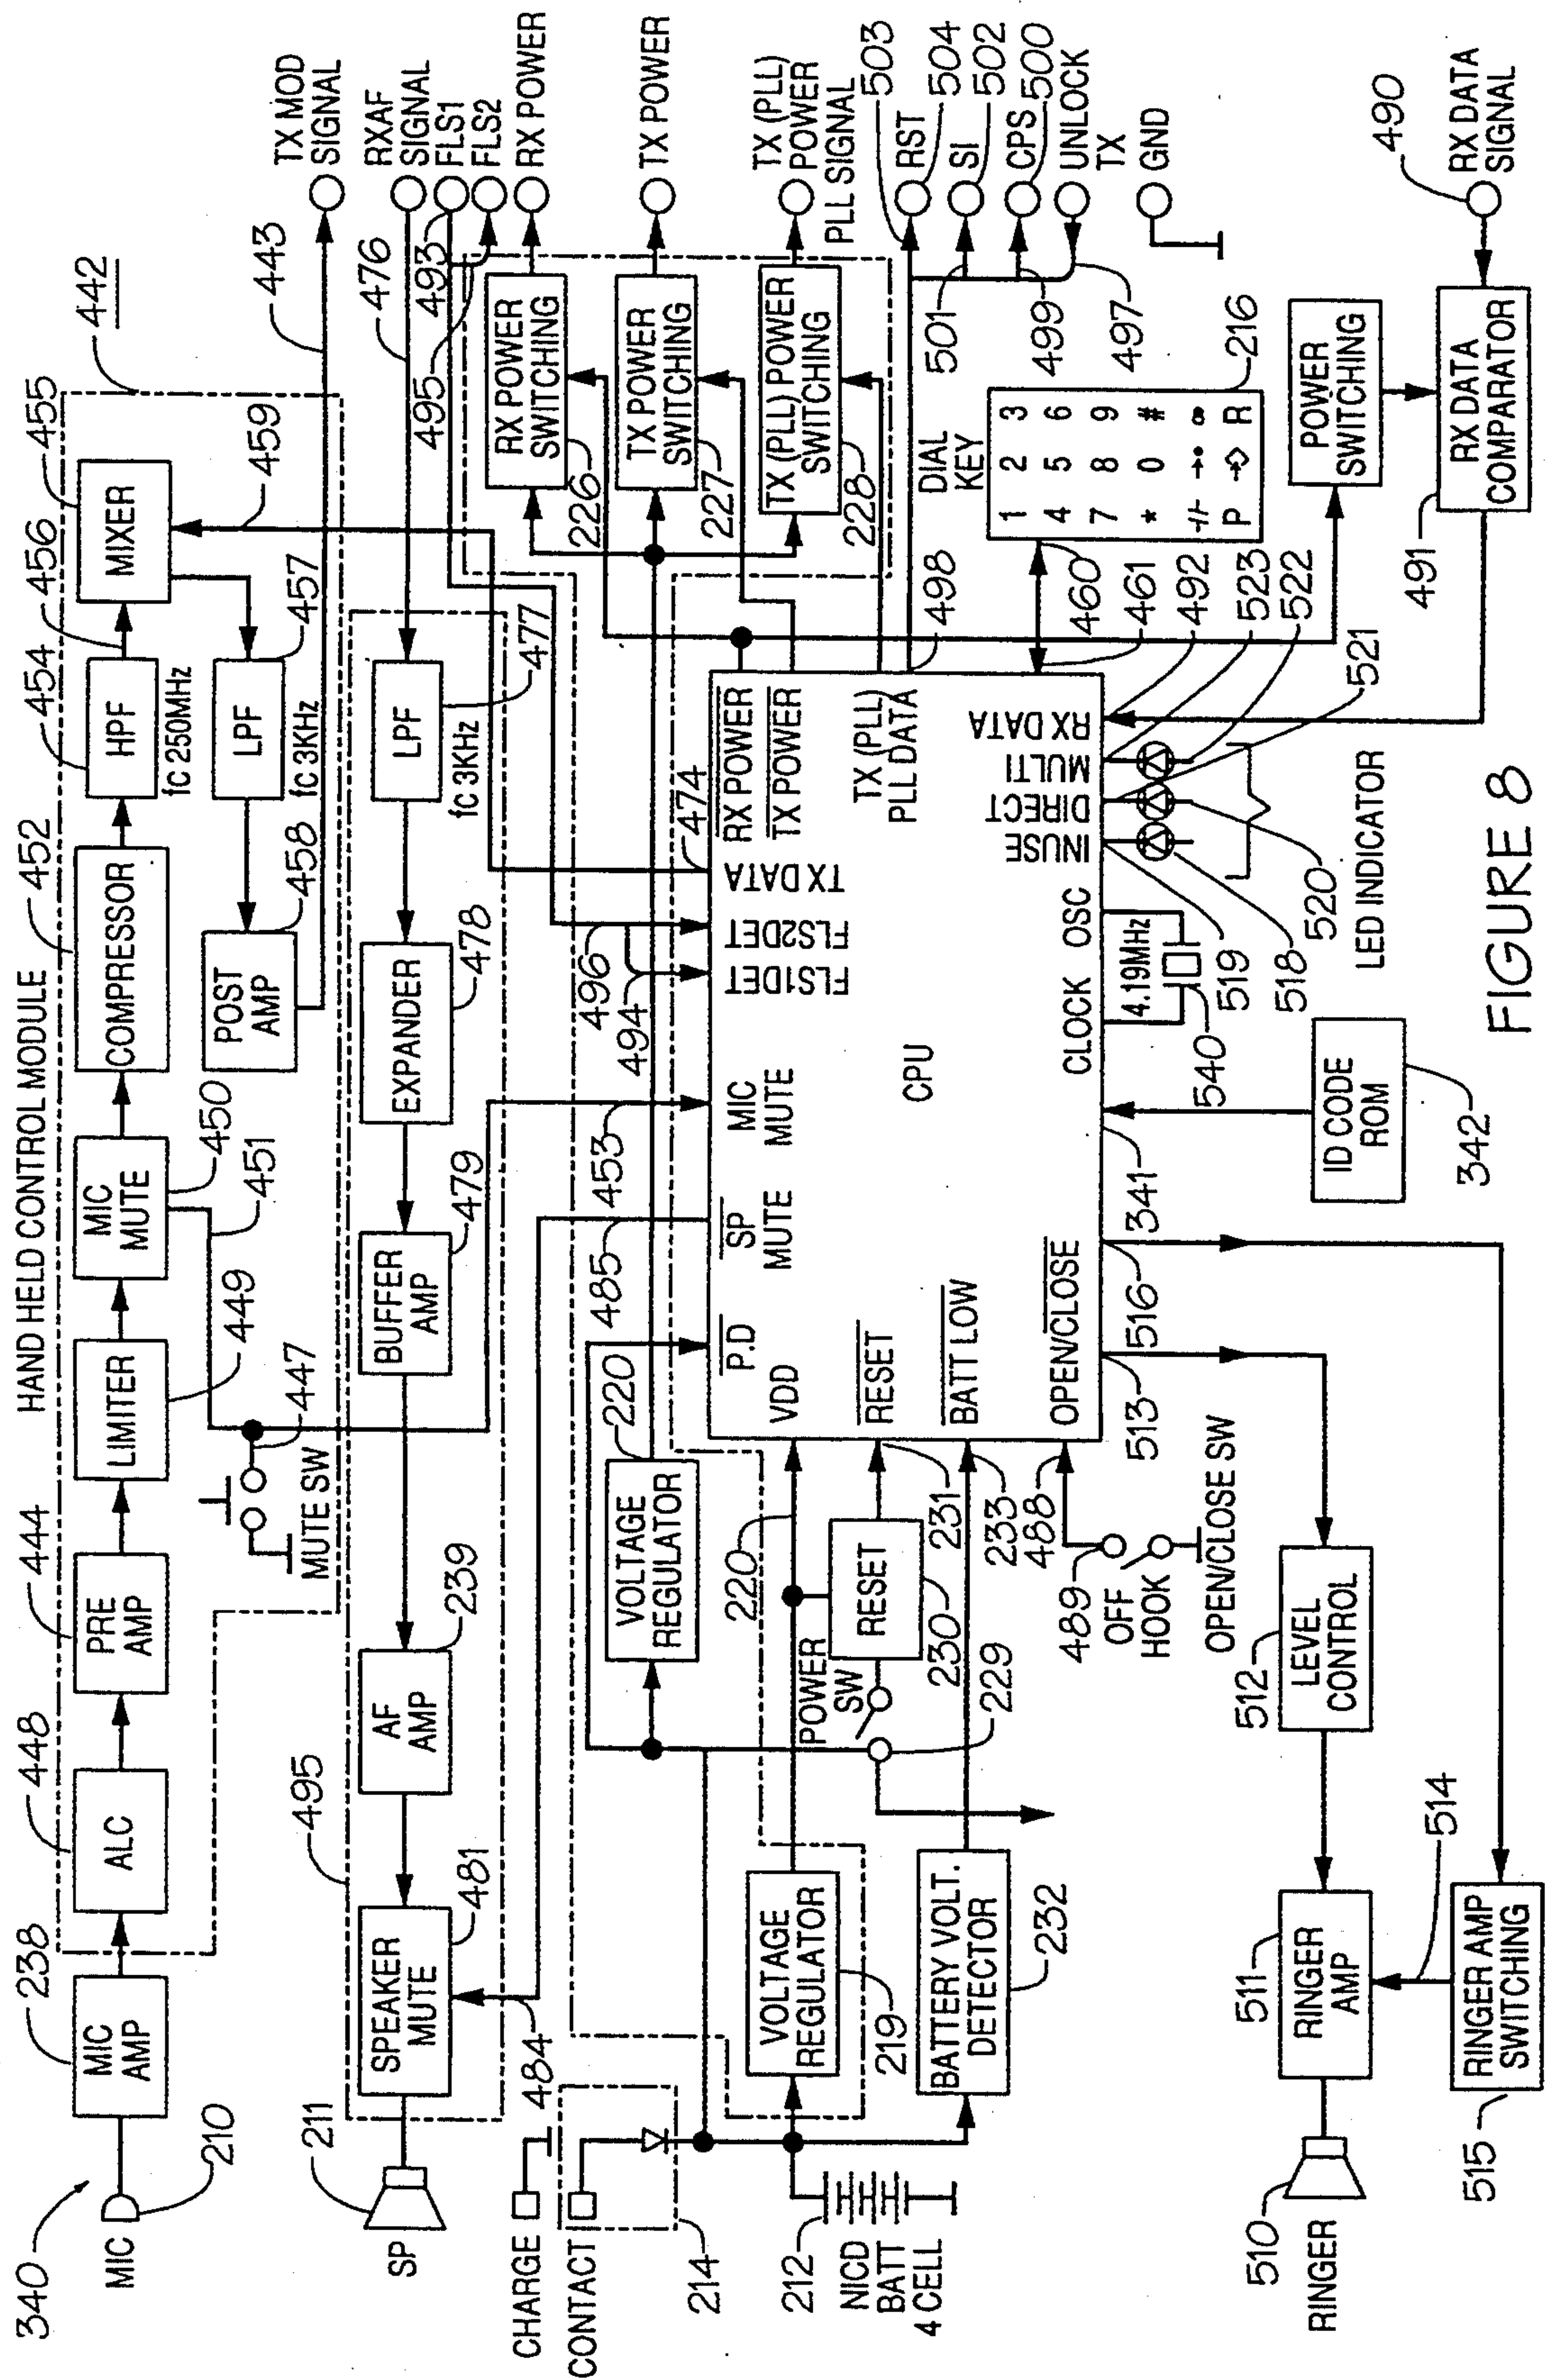 HAND HELD CONTROL MODULE
340
MIC
210
238
MIC AMP
448
ALC
444
PRE AMP
LIMITER
449
MIC MUTE
450
451
452
COMPRESSOR
454
HPF
fC 250MHz
456
455
MIXER
442
459
LPF
fC 3KHz
457
POST AMP
458
443
TX MOD SIGNAL
447
MUTE SW
495
211
SP
SPEAKER MUTE
481
AF AMP
239
BUFFER AMP
479
EXPANDER
478
LPF
fC 3KHz
477
476
RXAF SIGNAL
493
FLS1
FLS2
495
484
485
453
494
496
474
RX POWER SWITCHING
226
RX POWER
TX POWER SWITCHING
227
TX POWER
TX (PLL) POWER SWITCHING
228
TX (PLL) POWER
PLL SIGNAL
503
RST
504
SI
502
CPS
500
UNLOCK
TX
GND
501
499
497
498
CHARGE
CONTACT
214
212
NICD BATT 4 CELL
VOLTAGE REGULATOR
219
VOLTAGE REGULATOR
220
220
POWER SW
RESET
230
229
231
BATTERY VOLT. DETECTOR
232
233
488
489
OFF HOOK
OPEN/CLOSE SW
CPU
P.D
VDD
SP MUTE
MIC MUTE
FLS1DET
FLS2DET
TX DATA
RX POWER
TX POWER
TX (PLL)
PLL DATA
RESET
BATT LOW
OPEN/CLOSE
CLOCK
OSC
4.19MHz
540
INUSE
DIRECT
MULTI
RX DATA
DIAL KEY
1 2 3
4 5 6
7 8 9
* 0 #
P R
216
460
461
492
523
522
521
520
518
519
LED INDICATOR
POWER SWITCHING
RX DATA COMPARATOR
491
490
RX DATA SIGNAL
341
ID CODE ROM
342
513
516
512
LEVEL CONTROL
511
RINGER AMP
514
RINGER AMP SWITCHING
515
510
RINGER
FIGURE 8